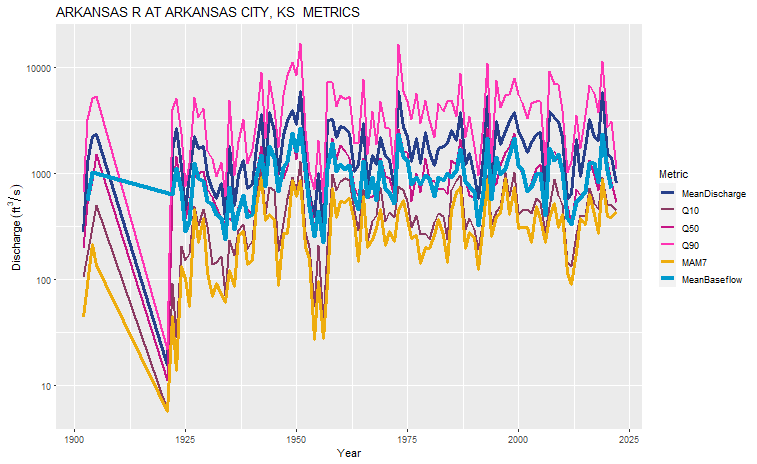 ARKANSAS R AT ARKANSAS CITY, KS  METRICS
10000
1000
100
10
Discharge (ft³/s)
1900
1925
1950
1975
2000
2025
Year
Metric
MeanDischarge
Q10
Q50
Q90
MAM7
MeanBaseflow